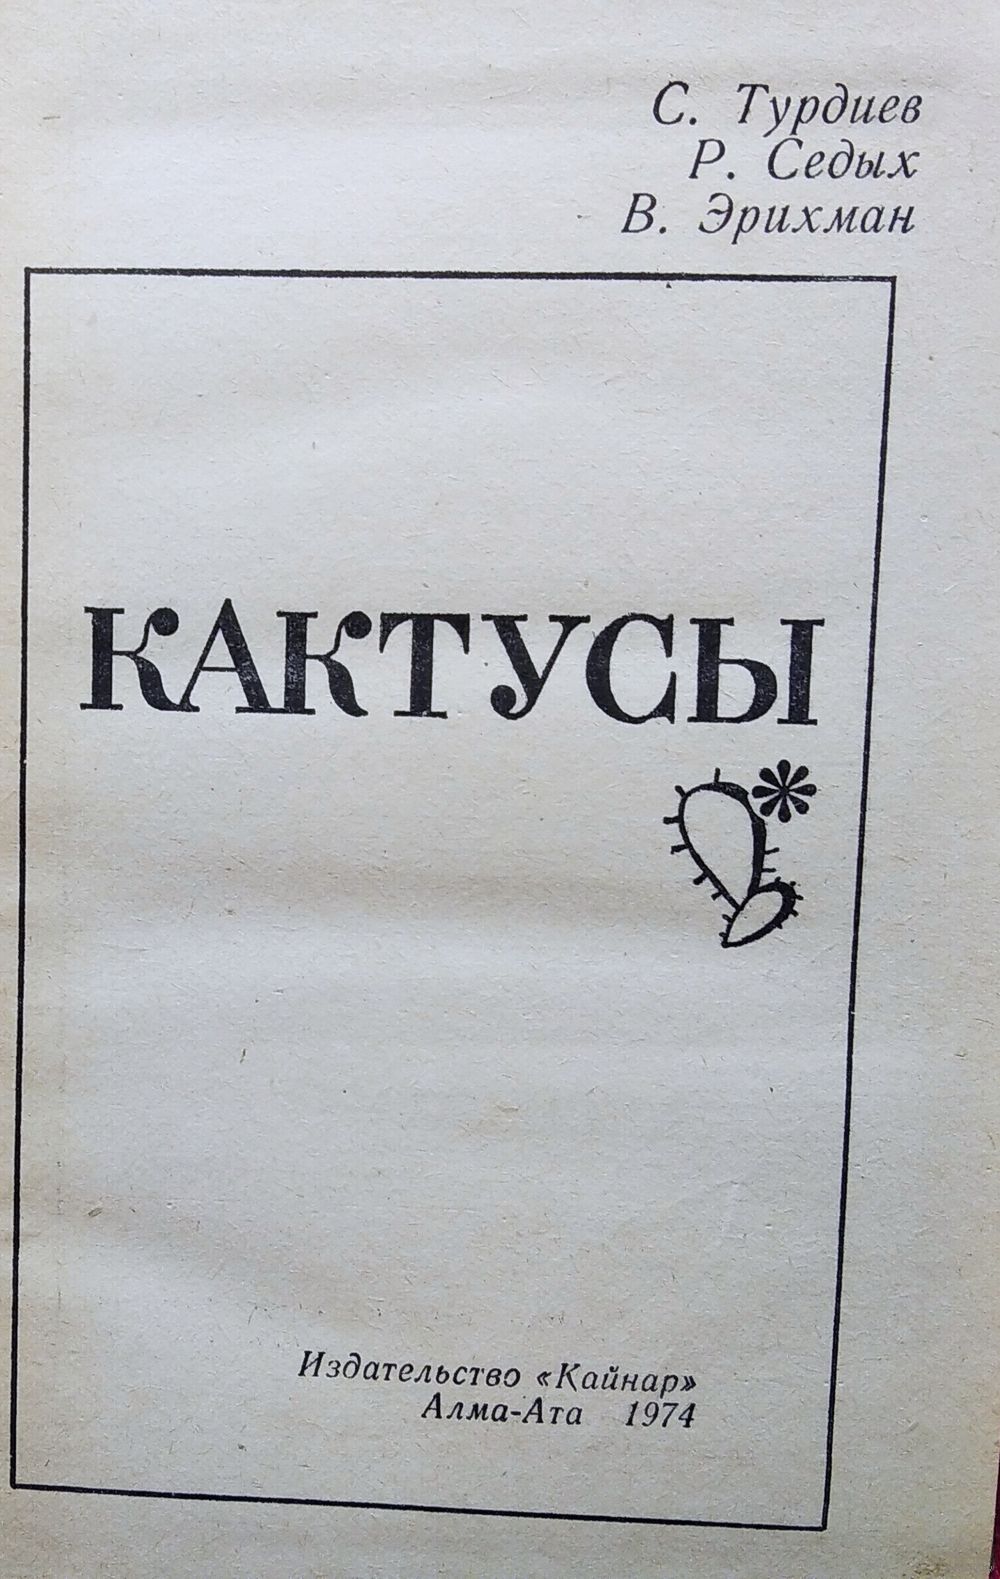 С. Турдиев
Р. Седых
В. Эрихман
КАКТУСЫ
Издательство «Кайнар»
Алма-Ата 1974